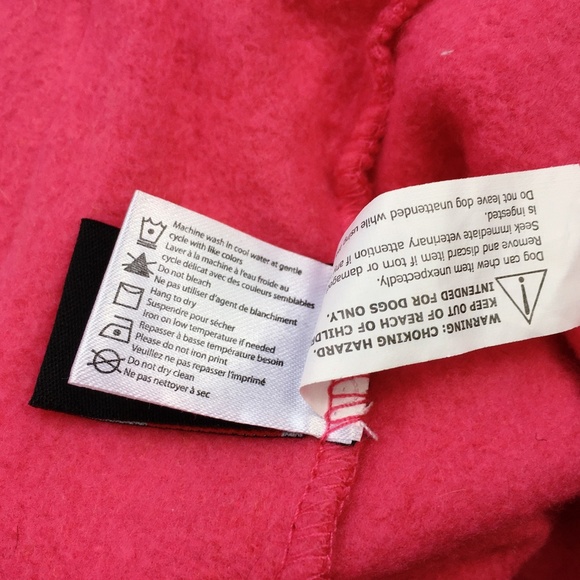 Machine wash in cool water at gentle
cycle with like colors
Laver à la machine à l'eau froide au
cycle délicat avec des couleurs semblables
Do not bleach
Ne pas utiliser d'agent de blanchiment
Hang to dry
Suspendre pour sécher
Iron on low temperature if needed
Repasser à basse température besoin
Please do not iron print
Veuillez ne pas repasser l'imprimé
Do not dry clean
Ne pas nettoyer à sec
WARNING: CHOKING HAZARD.
KEEP OUT OF REACH OF
INTENDED FOR DOGS ONLY.
Dog can chew item unexpectedly.
Remove and discard item if torn or
Seek immediate veterinary attention if
is ingested.
Do not leave dog unattended while